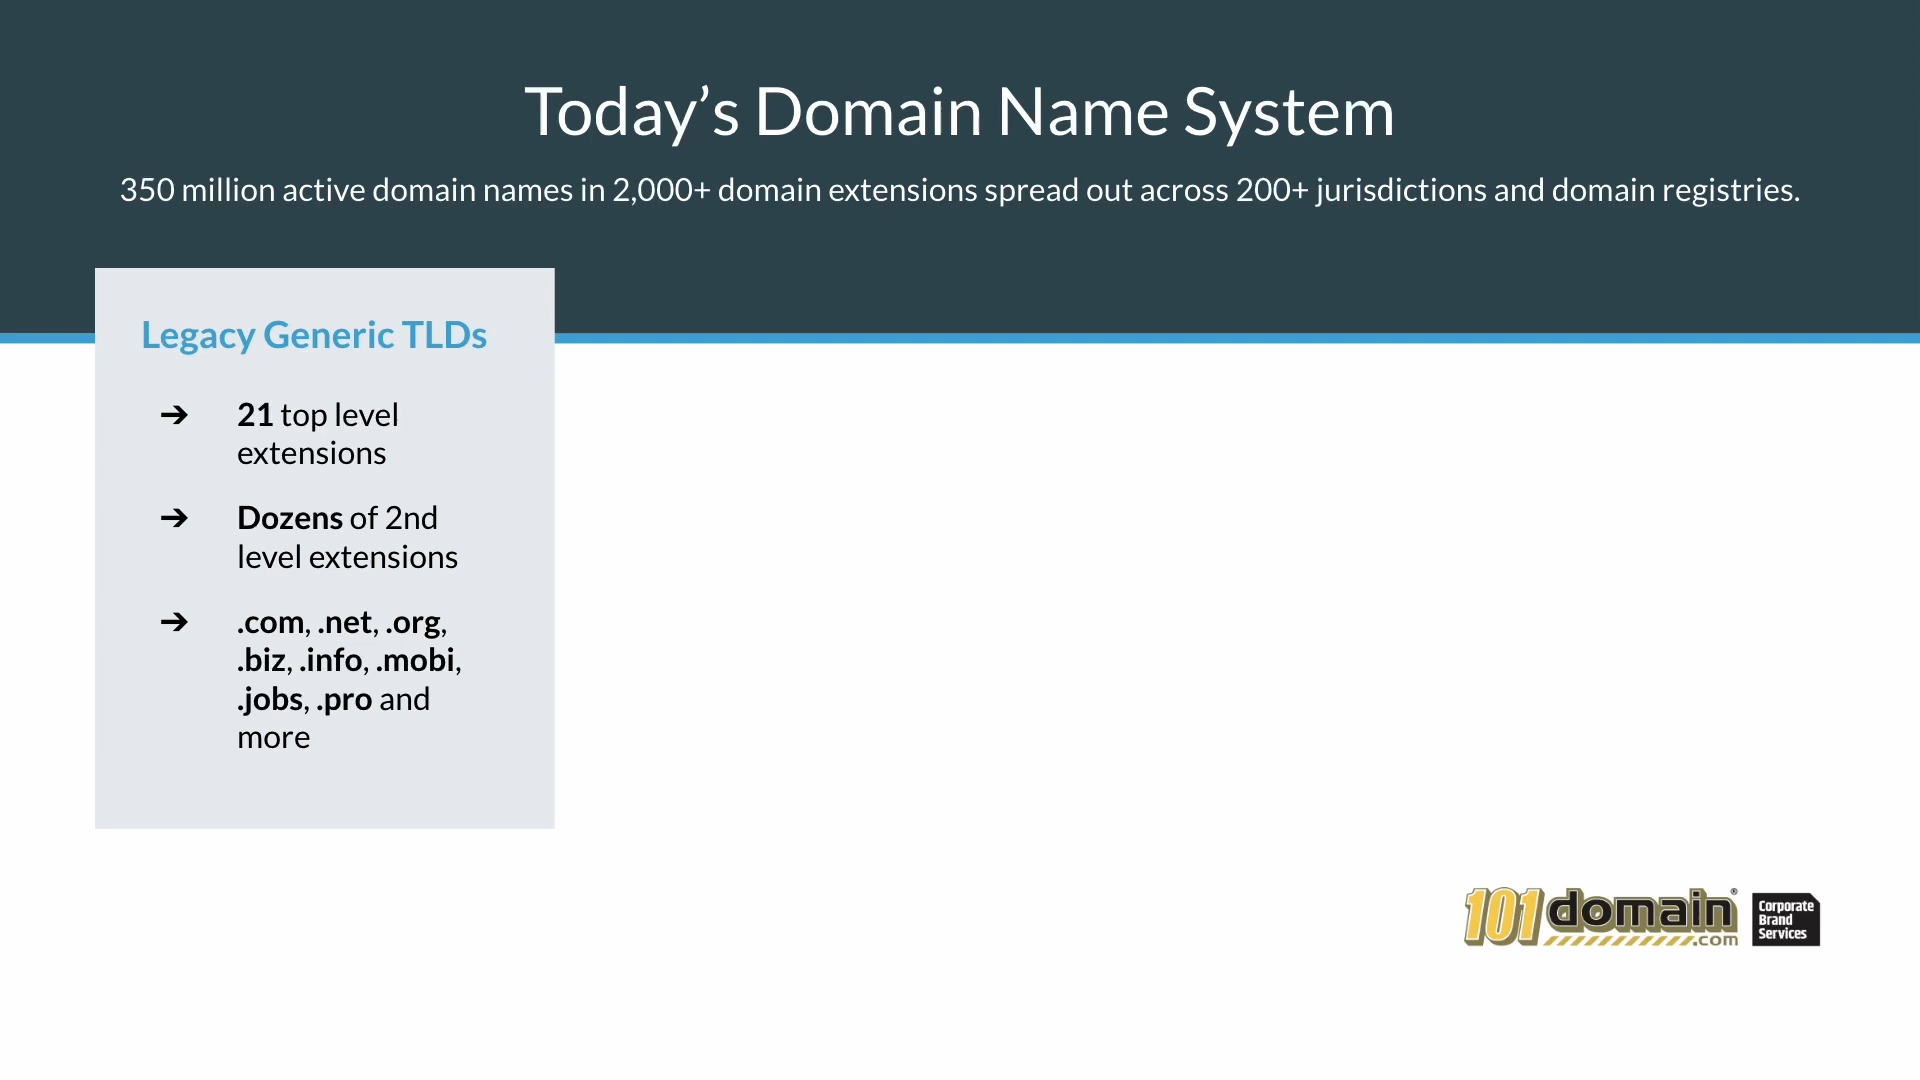 Today’s Domain Name System
350 million active domain names in 2,000+ domain extensions spread out across 200+ jurisdictions and domain registries.
Legacy Generic TLDs
➔ 21 top level
extensions
➔ Dozens of 2nd
level extensions
➔ .com, .net, .org,
.biz, .info, .mobi,
.jobs, .pro and
more
101domain®
.com
Corporate
Brand
Services